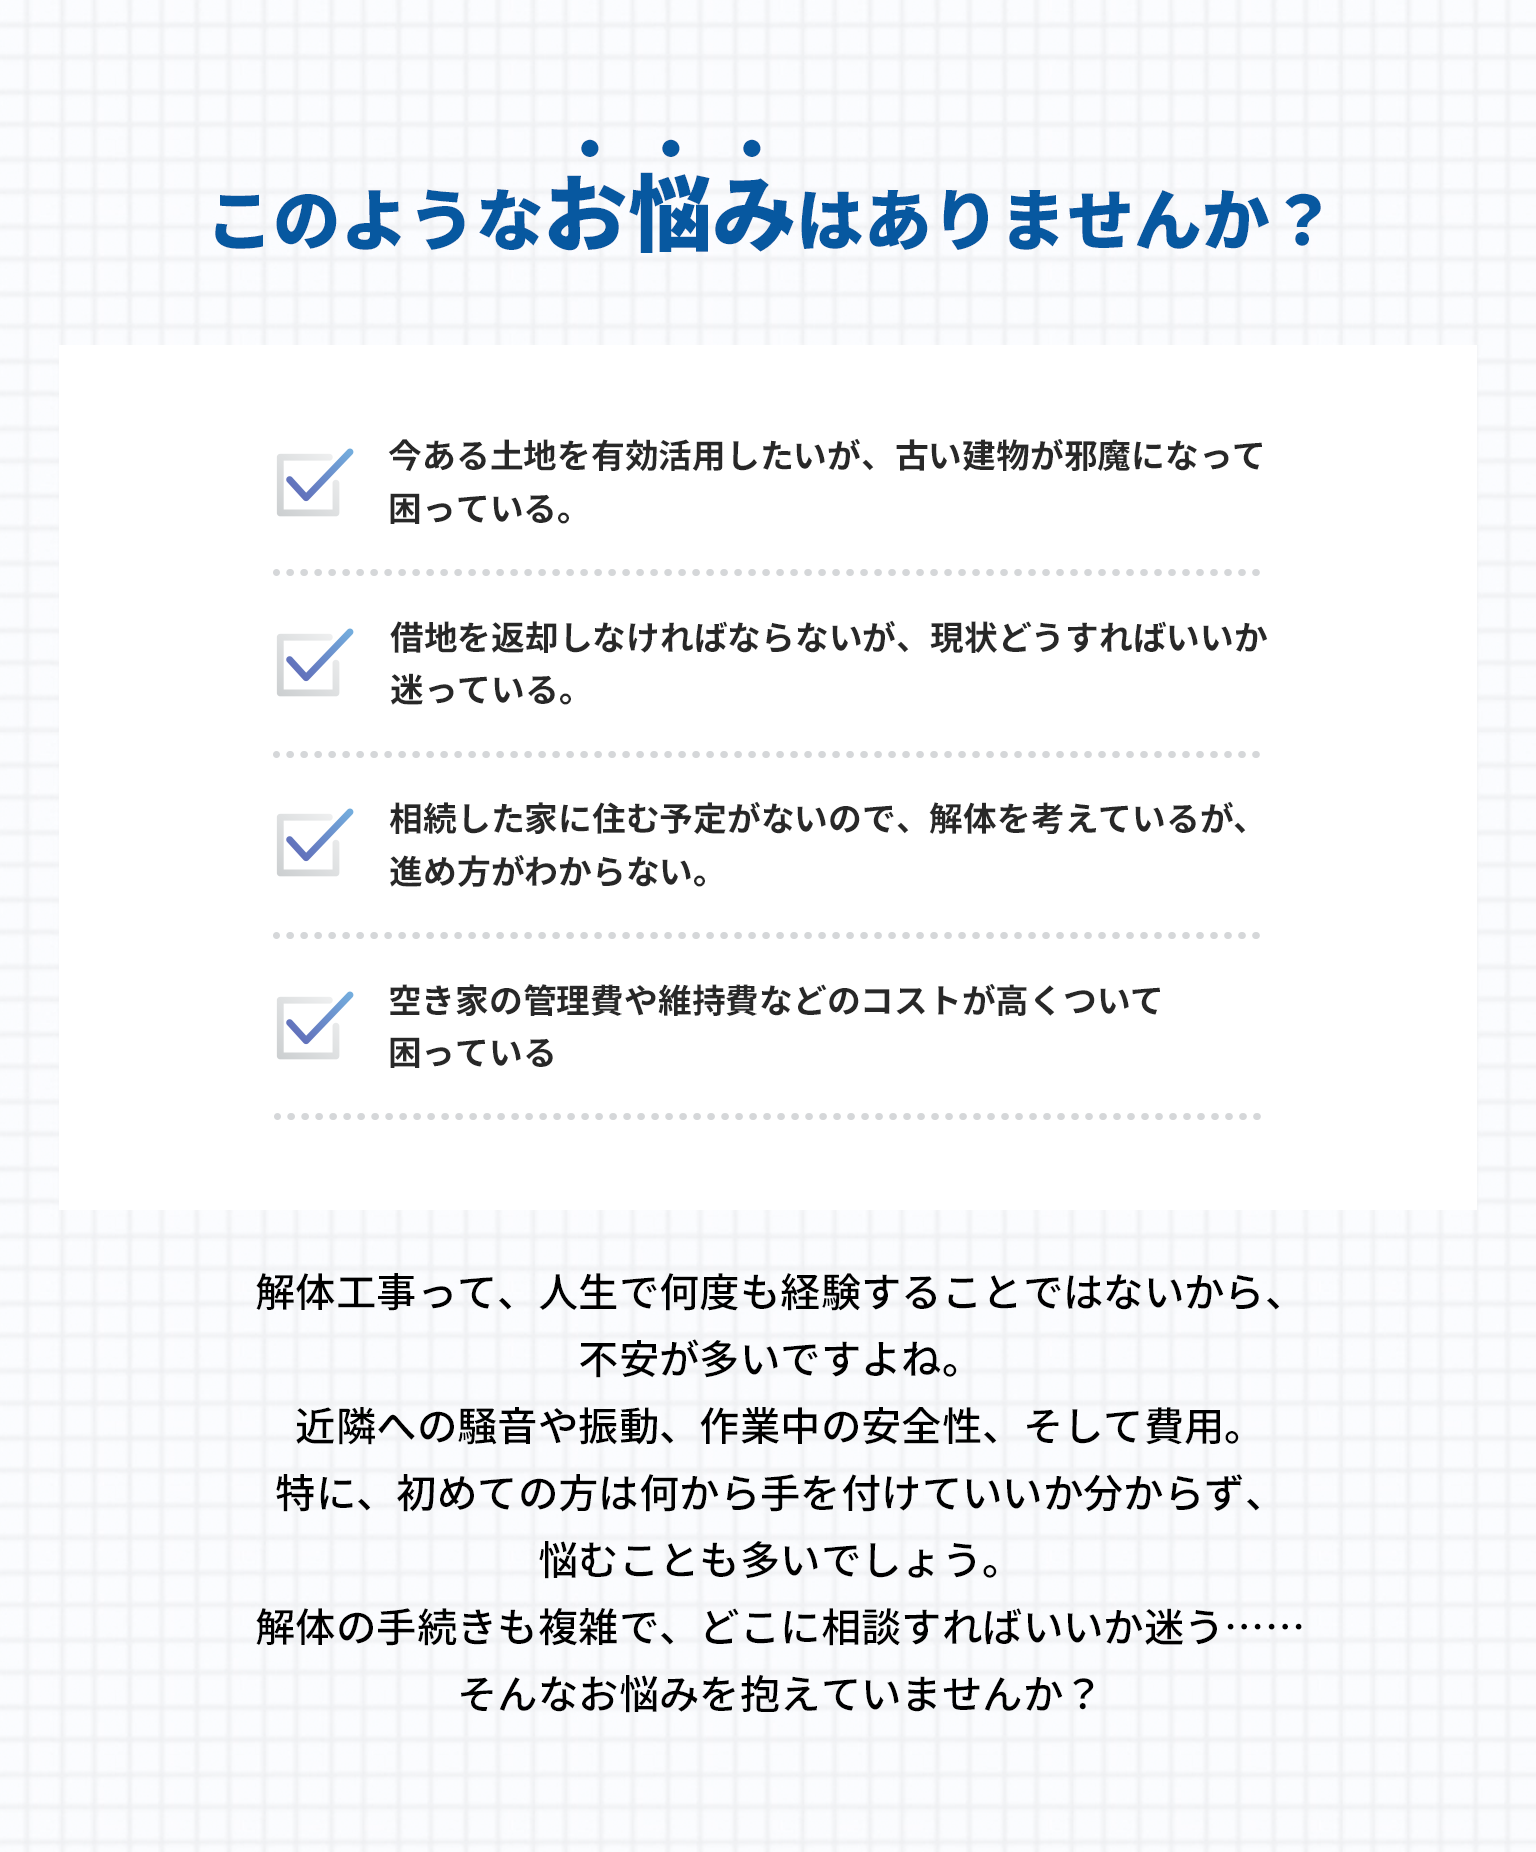 このようなお悩みはありませんか？
今ある土地を有効活用したいが、古い建物が邪魔になって
困っている。
借地を返却しなければならないが、現状どうすればいいか
迷っている。
相続した家に住む予定がないので、解体を考えているが、
進め方がわからない。
空き家の管理費や維持費などのコストが高くついて
困っている
解体工事って、人生で何度も経験することではないから、
不安が多いですよね。
近隣への騒音や振動、作業中の安全性、そして費用。
特に、初めての方は何から手を付けていいか分からず、
悩むことも多いでしょう。
解体の手続きも複雑で、どこに相談すればいいか迷う……
そんなお悩みを抱えていませんか？